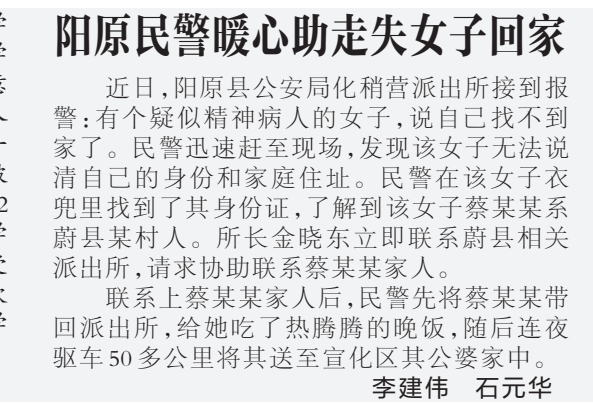 阳原民警暖心助走失女子回家
近日,阳原县公安局化稍营派出所接到报
警:有个疑似精神病人的女子,说自己找不到
家了。民警迅速赶至现场,发现该女子无法说
清自己的身份和家庭住址。民警在该女子衣
兜里找到了其身份证,了解到该女子蔡某某系
蔚县某村人。所长金晓东立即联系蔚县相关
派出所,请求协助联系蔡某某家人。
联系上蔡某某家人后,民警先将蔡某某带
回派出所,给她吃了热腾腾的晚饭,随后连夜
驱车50多公里将其送至宣化区其公婆家中。
李建伟 石元华